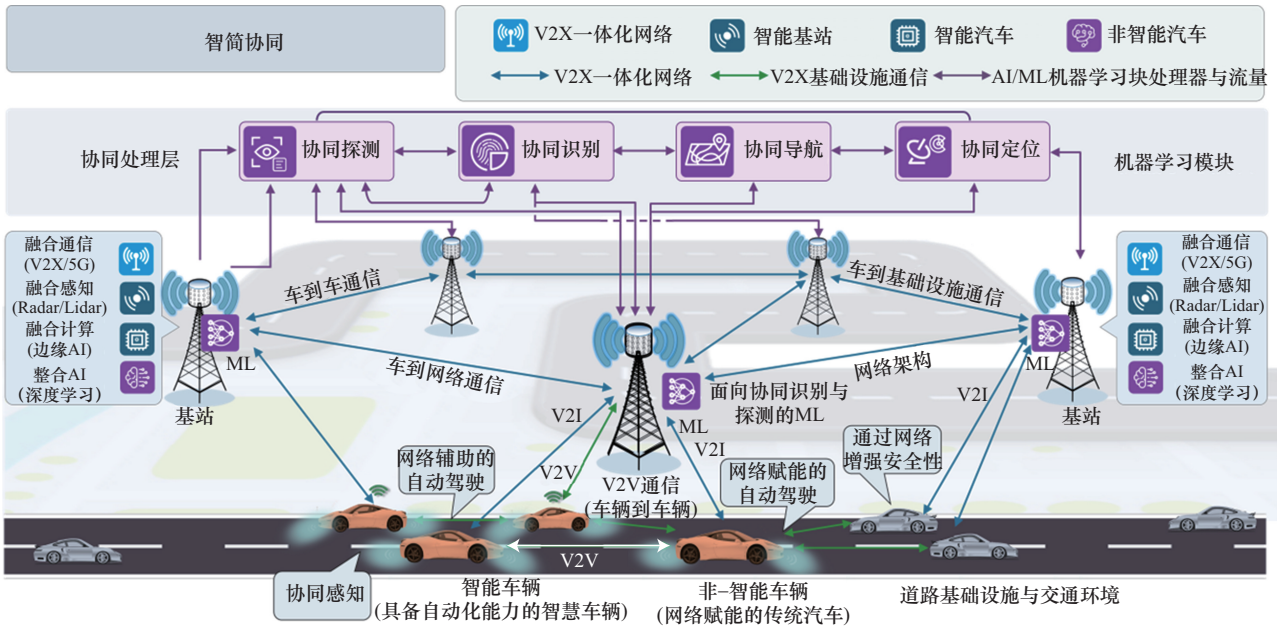 智简协同
V2X一体化网络
智能基站
智能汽车
非智能汽车
V2X一体化网络
V2X基础设施通信
AI/ML机器学习块处理器与流量
协同处理层
协同探测
协同识别
协同导航
协同定位
机器学习模块
融合通信
(V2X/5G)
融合感知
(Radar/Lidar)
融合计算
(边缘AI)
整合AI
(深度学习)
ML
基站
车到车通信
车到基础设施通信
车到网络通信
网络架构
融合通信
(V2X/5G)
融合感知
(Radar/Lidar)
融合计算
(边缘AI)
整合AI
(深度学习)
ML
基站
面向协同识别与
探测的ML
ML
V2I
V2I
V2I
V2V
V2V通信
(车辆到车辆)
网络辅助的
自动驾驶
网络赋能的
自动驾驶
通过网络
增强安全性
V2V
协同感知
智能车辆
(具备自动化能力的智慧车辆)
非-智能车辆
(网络赋能的传统汽车)
道路基础设施与交通环境